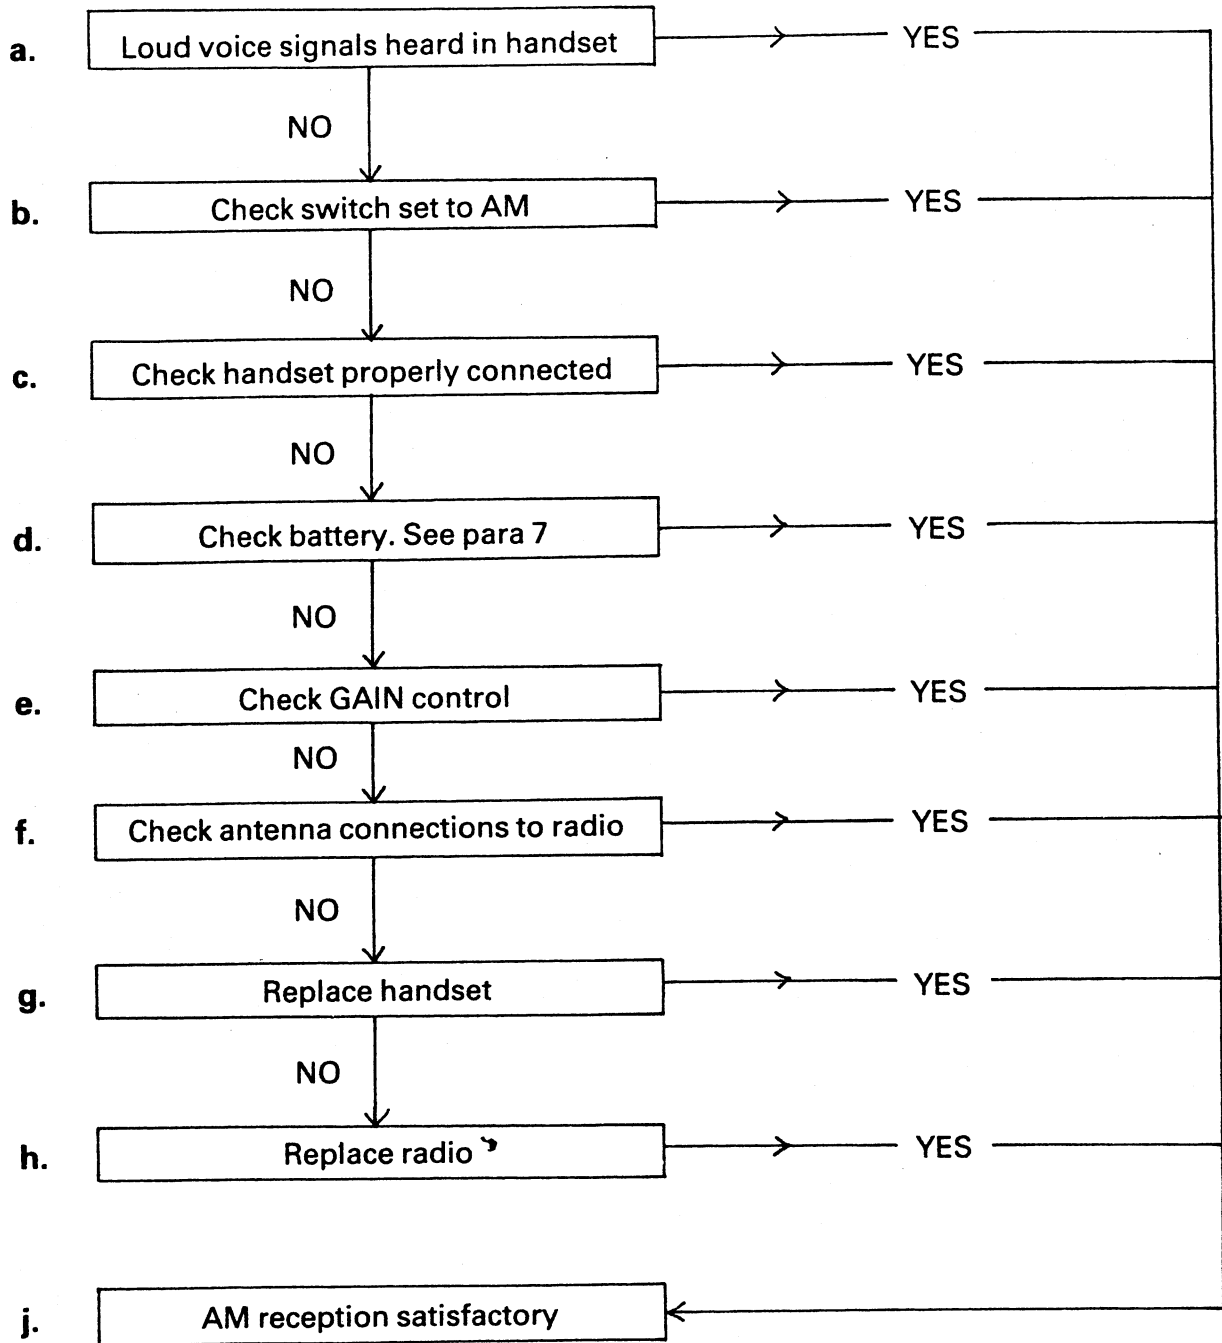 a. Loud voice signals heard in handset YES
NO
b. Check switch set to AM YES
NO
c. Check handset properly connected YES
NO
d. Check battery. See para 7 YES
NO
e. Check GAIN control YES
NO
f. Check antenna connections to radio YES
NO
g. Replace handset YES
NO
h. Replace radio YES
j. AM reception satisfactory